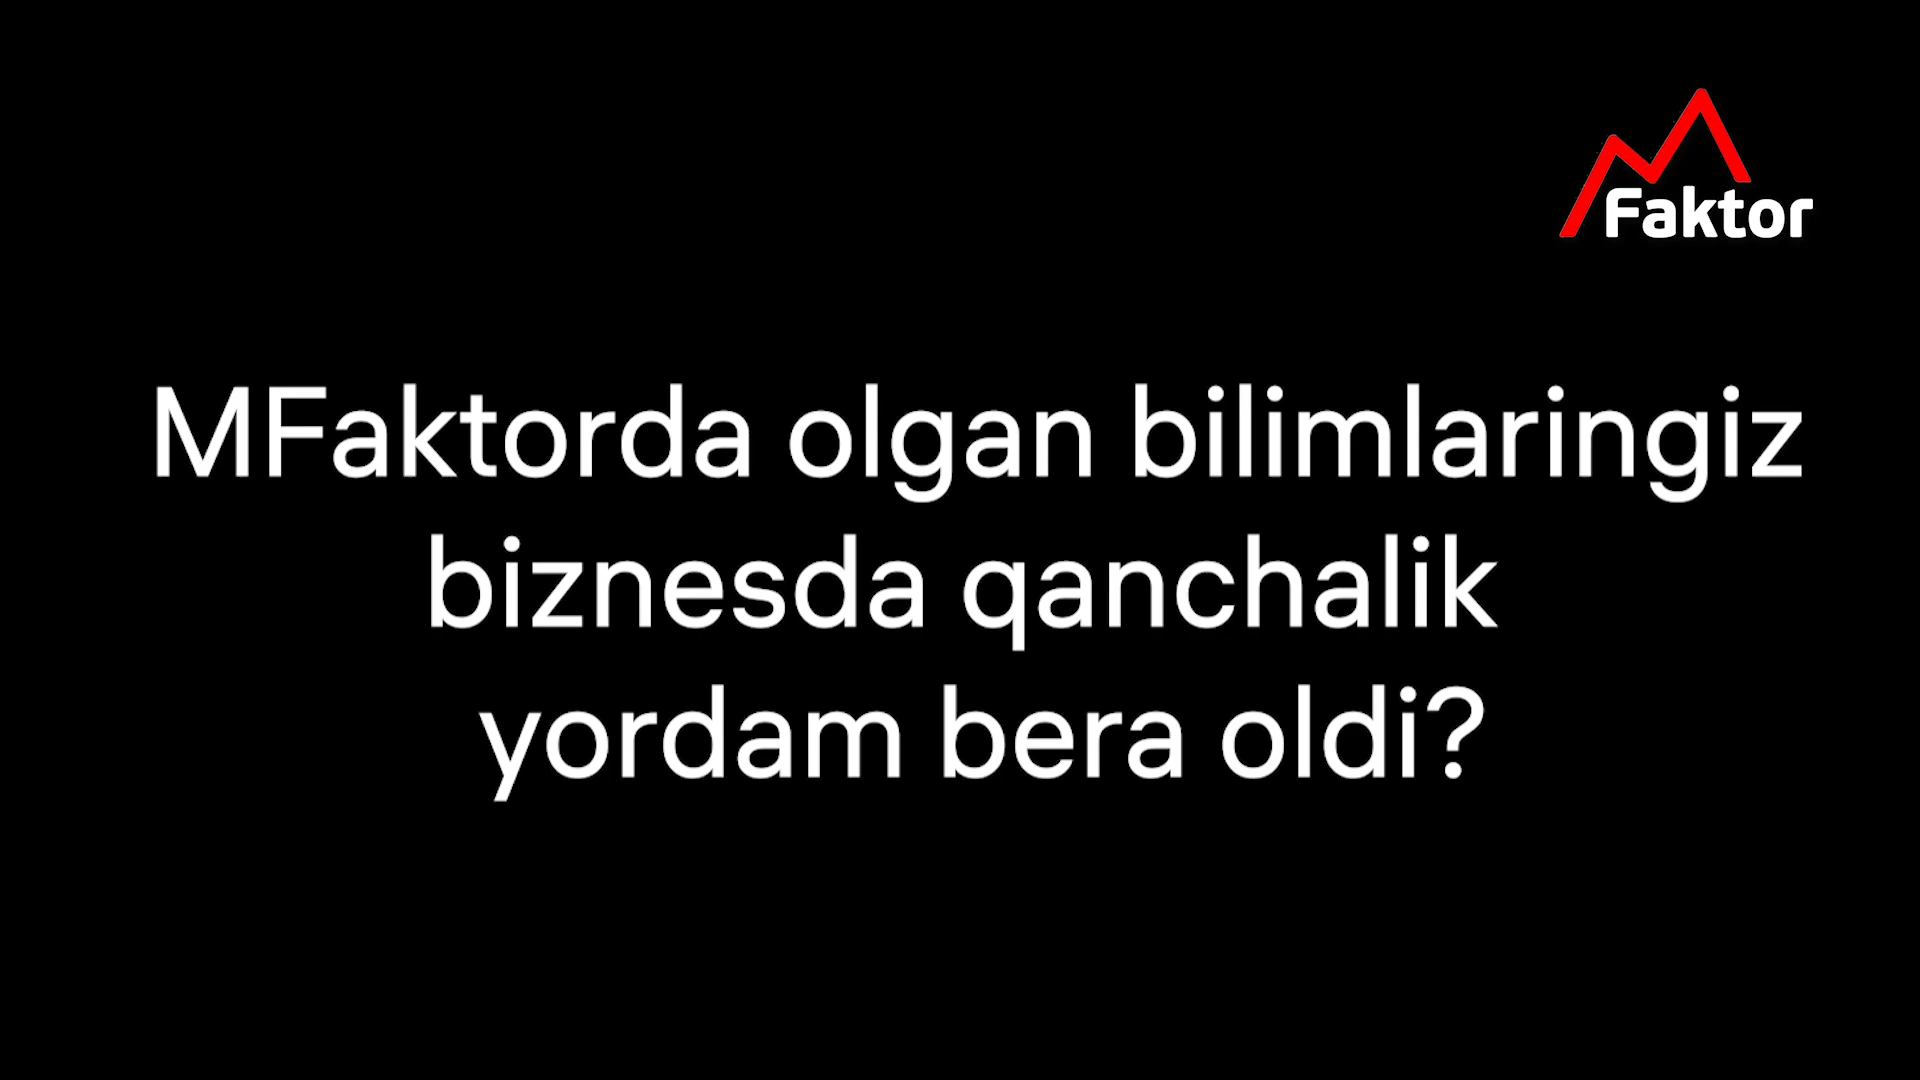 Faktor
MFaktorda olgan bilimlaringiz
biznesda qanchalik
yordam bera oldi?